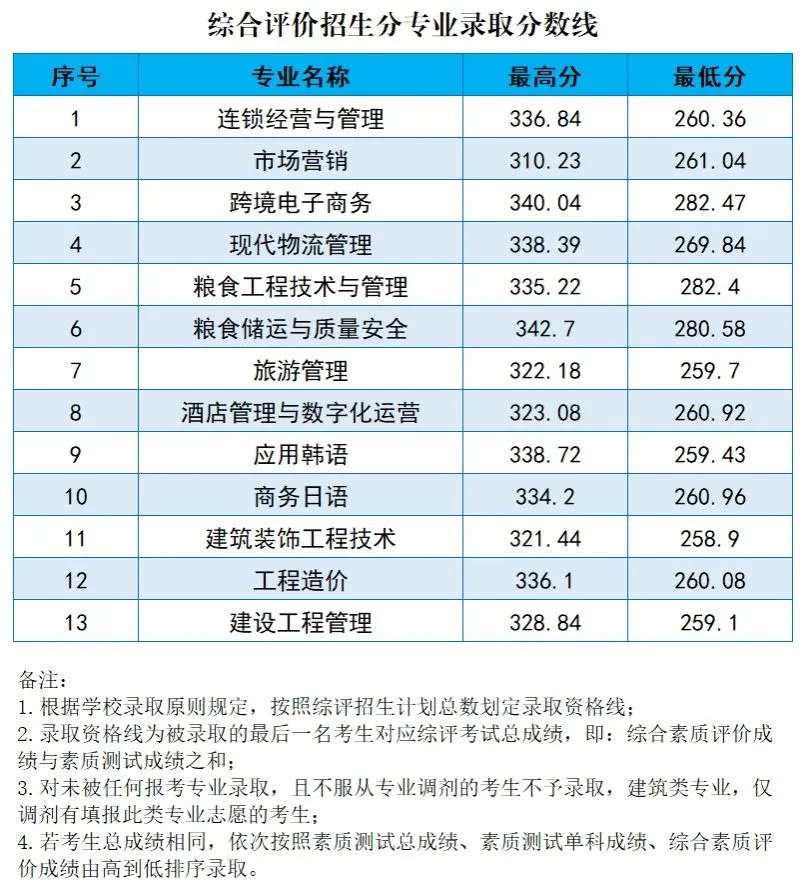 综合评价招生分专业录取分数线
序号 专业名称 最高分 最低分
1 连锁经营与管理 336.84 260.36
2 市场营销 310.23 261.04
3 跨境电子商务 340.04 282.47
4 现代物流管理 338.39 269.84
5 粮食工程技术与管理 335.22 282.4
6 粮食储运与质量安全 342.7 280.58
7 旅游管理 322.18 259.7
8 酒店管理与数字化运营 323.08 260.92
9 应用韩语 338.72 259.43
10 商务日语 334.2 260.96
11 建筑装饰工程技术 321.44 258.9
12 工程造价 336.1 260.08
13 建设工程管理 328.84 259.1
备注：
1.根据学校录取原则规定，按照综评招生计划总数划定录取资格线；
2.录取资格线为被录取的最后一名考生对应综评考试总成绩，即：综合素质评价成
绩与素质测试成绩之和；
3.对未被任何报考专业录取，且不服从专业调剂的考生不予录取，建筑类专业，仅
调剂有填报此类专业志愿的考生；
4.若考生总成绩相同，依次按照素质测试总成绩、素质测试单科成绩、综合素质评
价成绩由高到低排序录取。